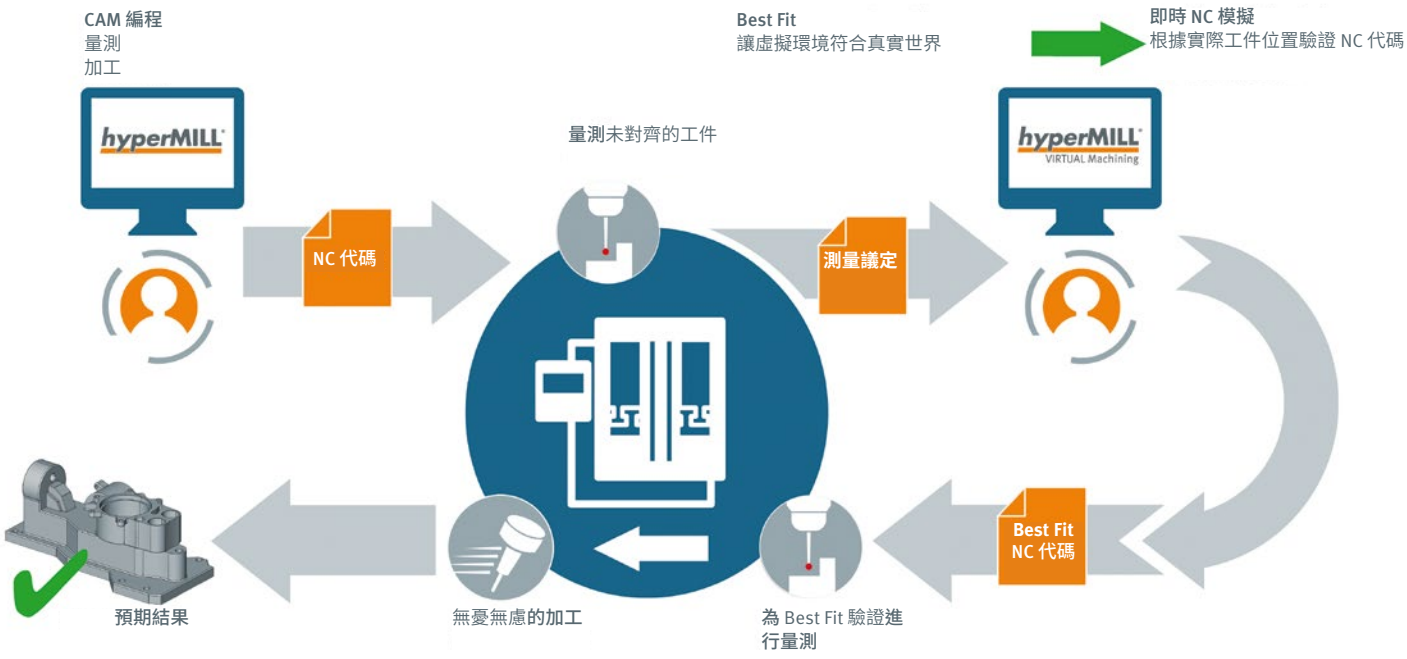 CAM 編程
量測
加工
Best Fit
讓虛擬環境符合真實世界
即時 NC 模擬
根據實際工件位置驗證 NC 代碼
hyperMILL®
量測未對齊的工件
hyperMILL®
VIRTUAL Machining
NC 代碼
測量議定
Best Fit
NC 代碼
預期結果
無憂無慮的加工
為 Best Fit 驗證進
行量測